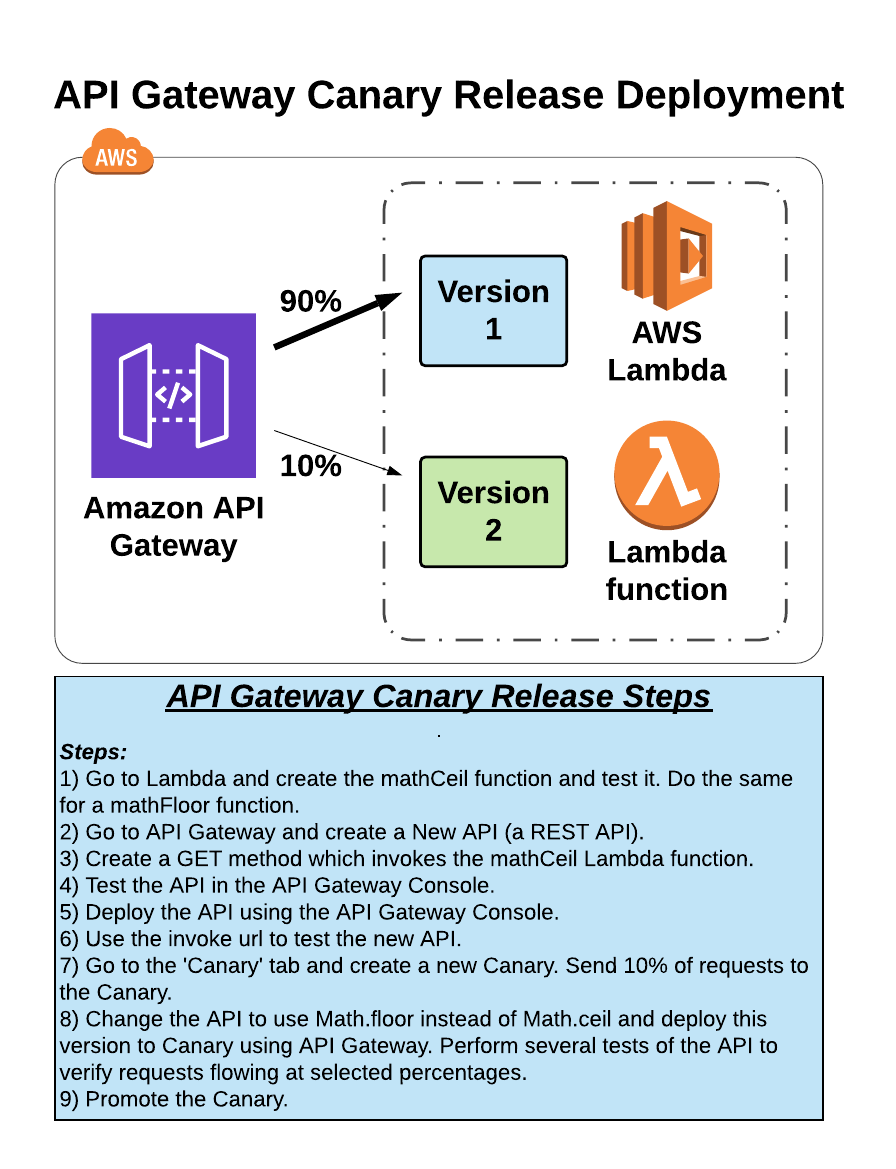 API Gateway Canary Release Deployment
AWS
90%
Version
1
AWS
Lambda
10%
Version
2
Amazon API
Gateway
Lambda
function
API Gateway Canary Release Steps
.
Steps:
1) Go to Lambda and create the mathCeil function and test it. Do the same
for a mathFloor function.
2) Go to API Gateway and create a New API (a REST API).
3) Create a GET method which invokes the mathCeil Lambda function.
4) Test the API in the API Gateway Console.
5) Deploy the API using the API Gateway Console.
6) Use the invoke url to test the new API.
7) Go to the 'Canary' tab and create a new Canary. Send 10% of requests to
the Canary.
8) Change the API to use Math.floor instead of Math.ceil and deploy this
version to Canary using API Gateway. Perform several tests of the API to
verify requests flowing at selected percentages.
9) Promote the Canary.